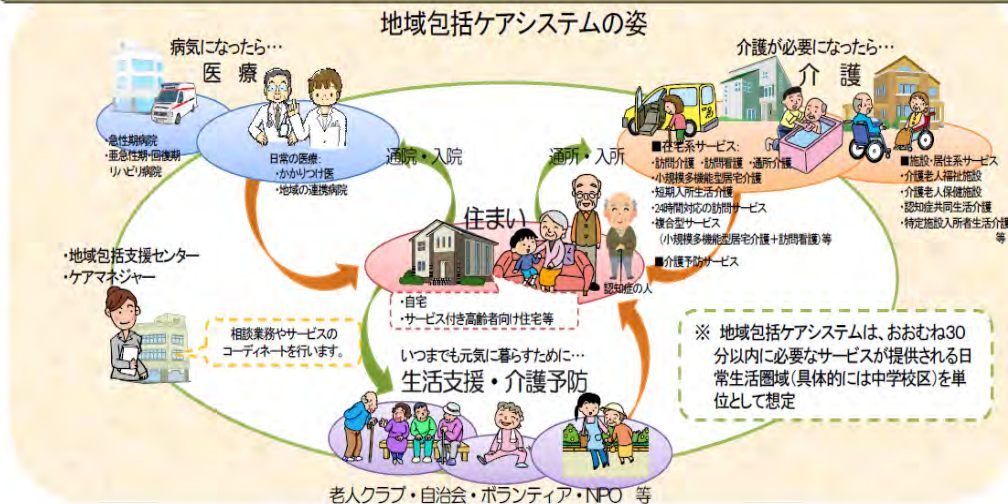 地域包括ケアシステムの姿
病気になったら…
医 療
・急性期病院
・亜急性期・回復期
リハビリ病院
日常の医療:
・かかりつけ医
・地域の連携病院
通院・入院
通所・入所
介護が必要になったら…
介 護
■在宅系サービス:
・訪問介護 ・訪問看護 ・通所介護
・小規模多機能型居宅介護
・短期入所生活介護
・24時間対応の訪問サービス
・複合型サービス
(小規模多機能型居宅介護+訪問看護)等
■介護予防サービス
■施設・居住系サービス
・介護老人福祉施設
・介護老人保健施設
・認知症共同生活介護
・特定施設入所者生活介護
等
住まい
認知症の人
・自宅
・サービス付き高齢者向け住宅等
・地域包括支援センター
・ケアマネジャー
相談業務やサービスの
コーディネートを行います。
いつまでも元気に暮らすために…
生活支援・介護予防
老人クラブ・自治会・ボランティア・NPO 等
※ 地域包括ケアシステムは、おおむね30
分以内に必要なサービスが提供される日
常生活圏域(具体的には中学校区)を単
位として想定